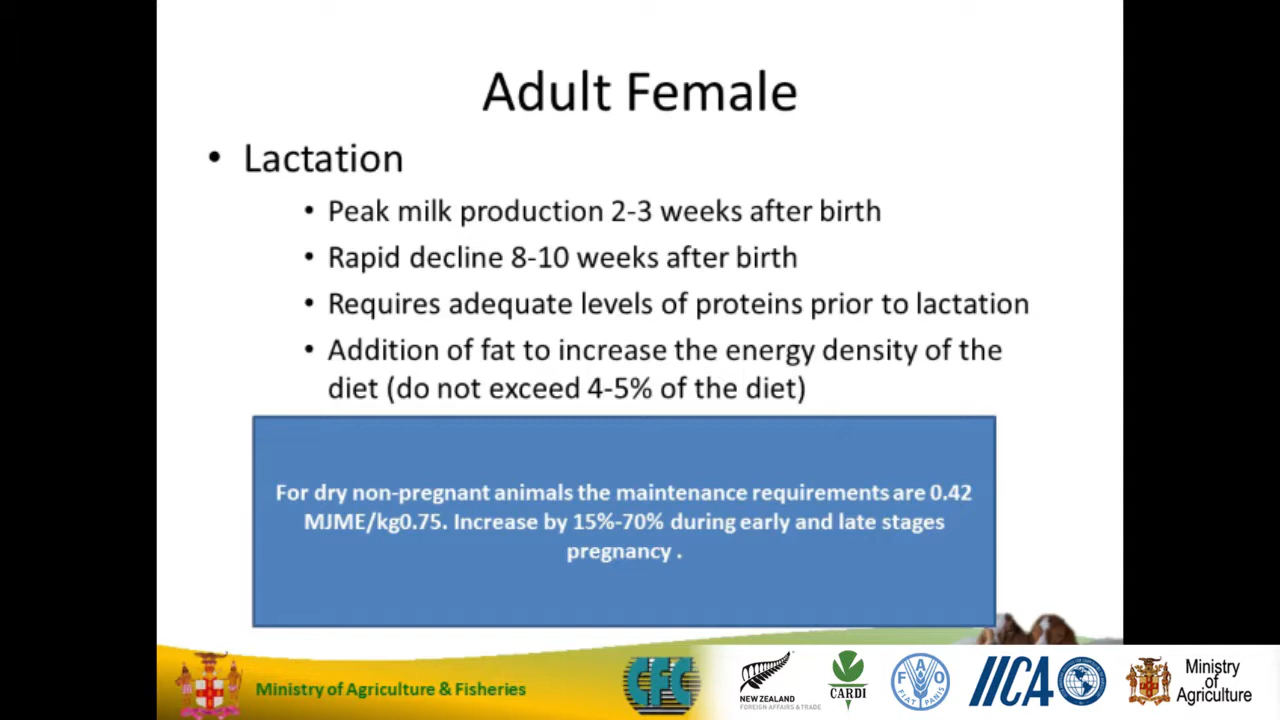 Adult Female
• Lactation
• Peak milk production 2-3 weeks after birth
• Rapid decline 8-10 weeks after birth
• Requires adequate levels of proteins prior to lactation
• Addition of fat to increase the energy density of the
diet (do not exceed 4-5% of the diet)
For dry non-pregnant animals the maintenance requirements are 0.42
MJME/kg0.75. Increase by 15%-70% during early and late stages
pregnancy .
Ministry of Agriculture & Fisheries
CFC
NEW ZEALAND
FOREIGN AFFAIRS & TRADE
CARDI
F A O
FIAT PANIS
IICA
Ministry
of
Agriculture